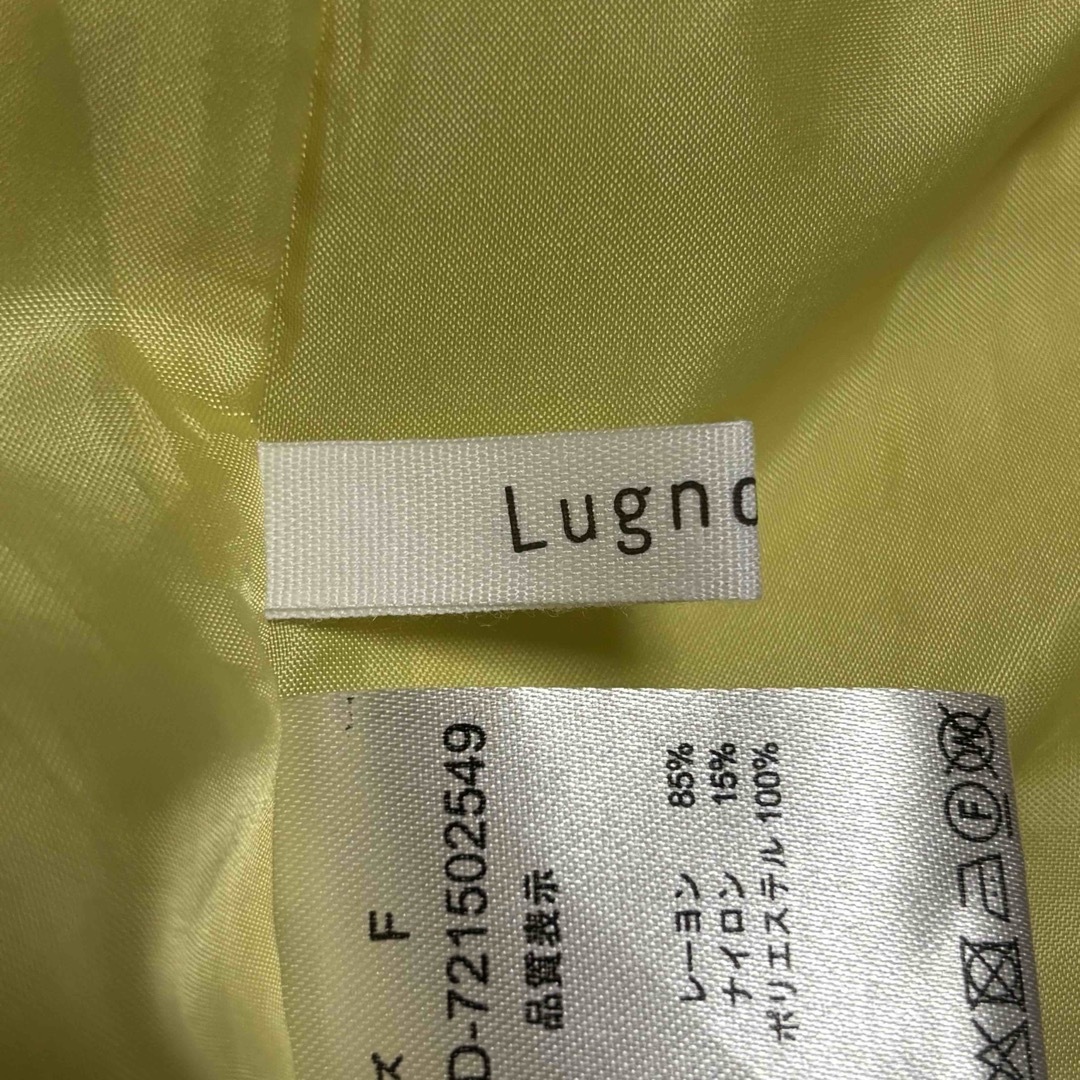 Lugno
ズ F
D-721502549
品質表示
レーヨン 85%
ナイロン 15%
ポリエステル 100%
W
F